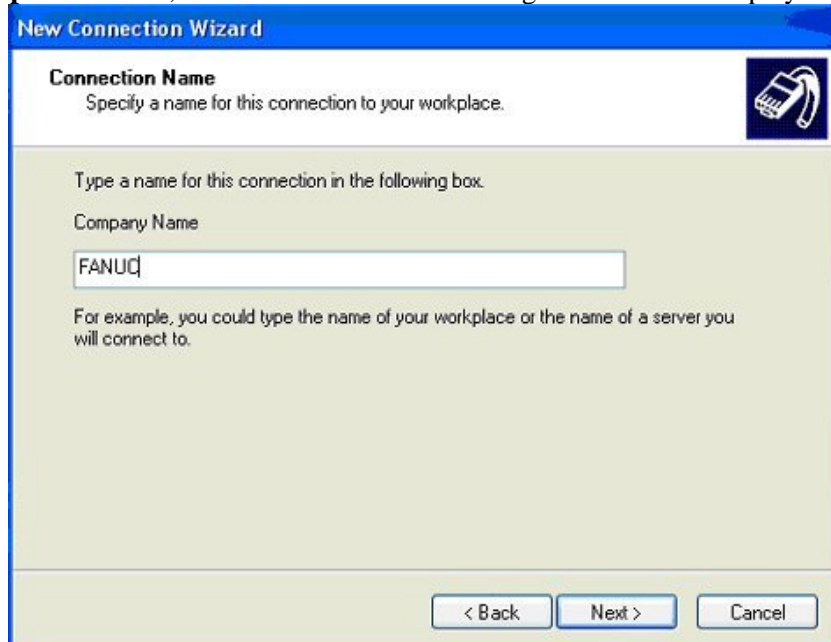 New Connection Wizard
Connection Name
Specify a name for this connection to your workplace.
Type a name for this connection in the following box.
Company Name
FANUC
For example, you could type the name of your workplace or the name of a server you
will connect to.
< Back Next > Cancel